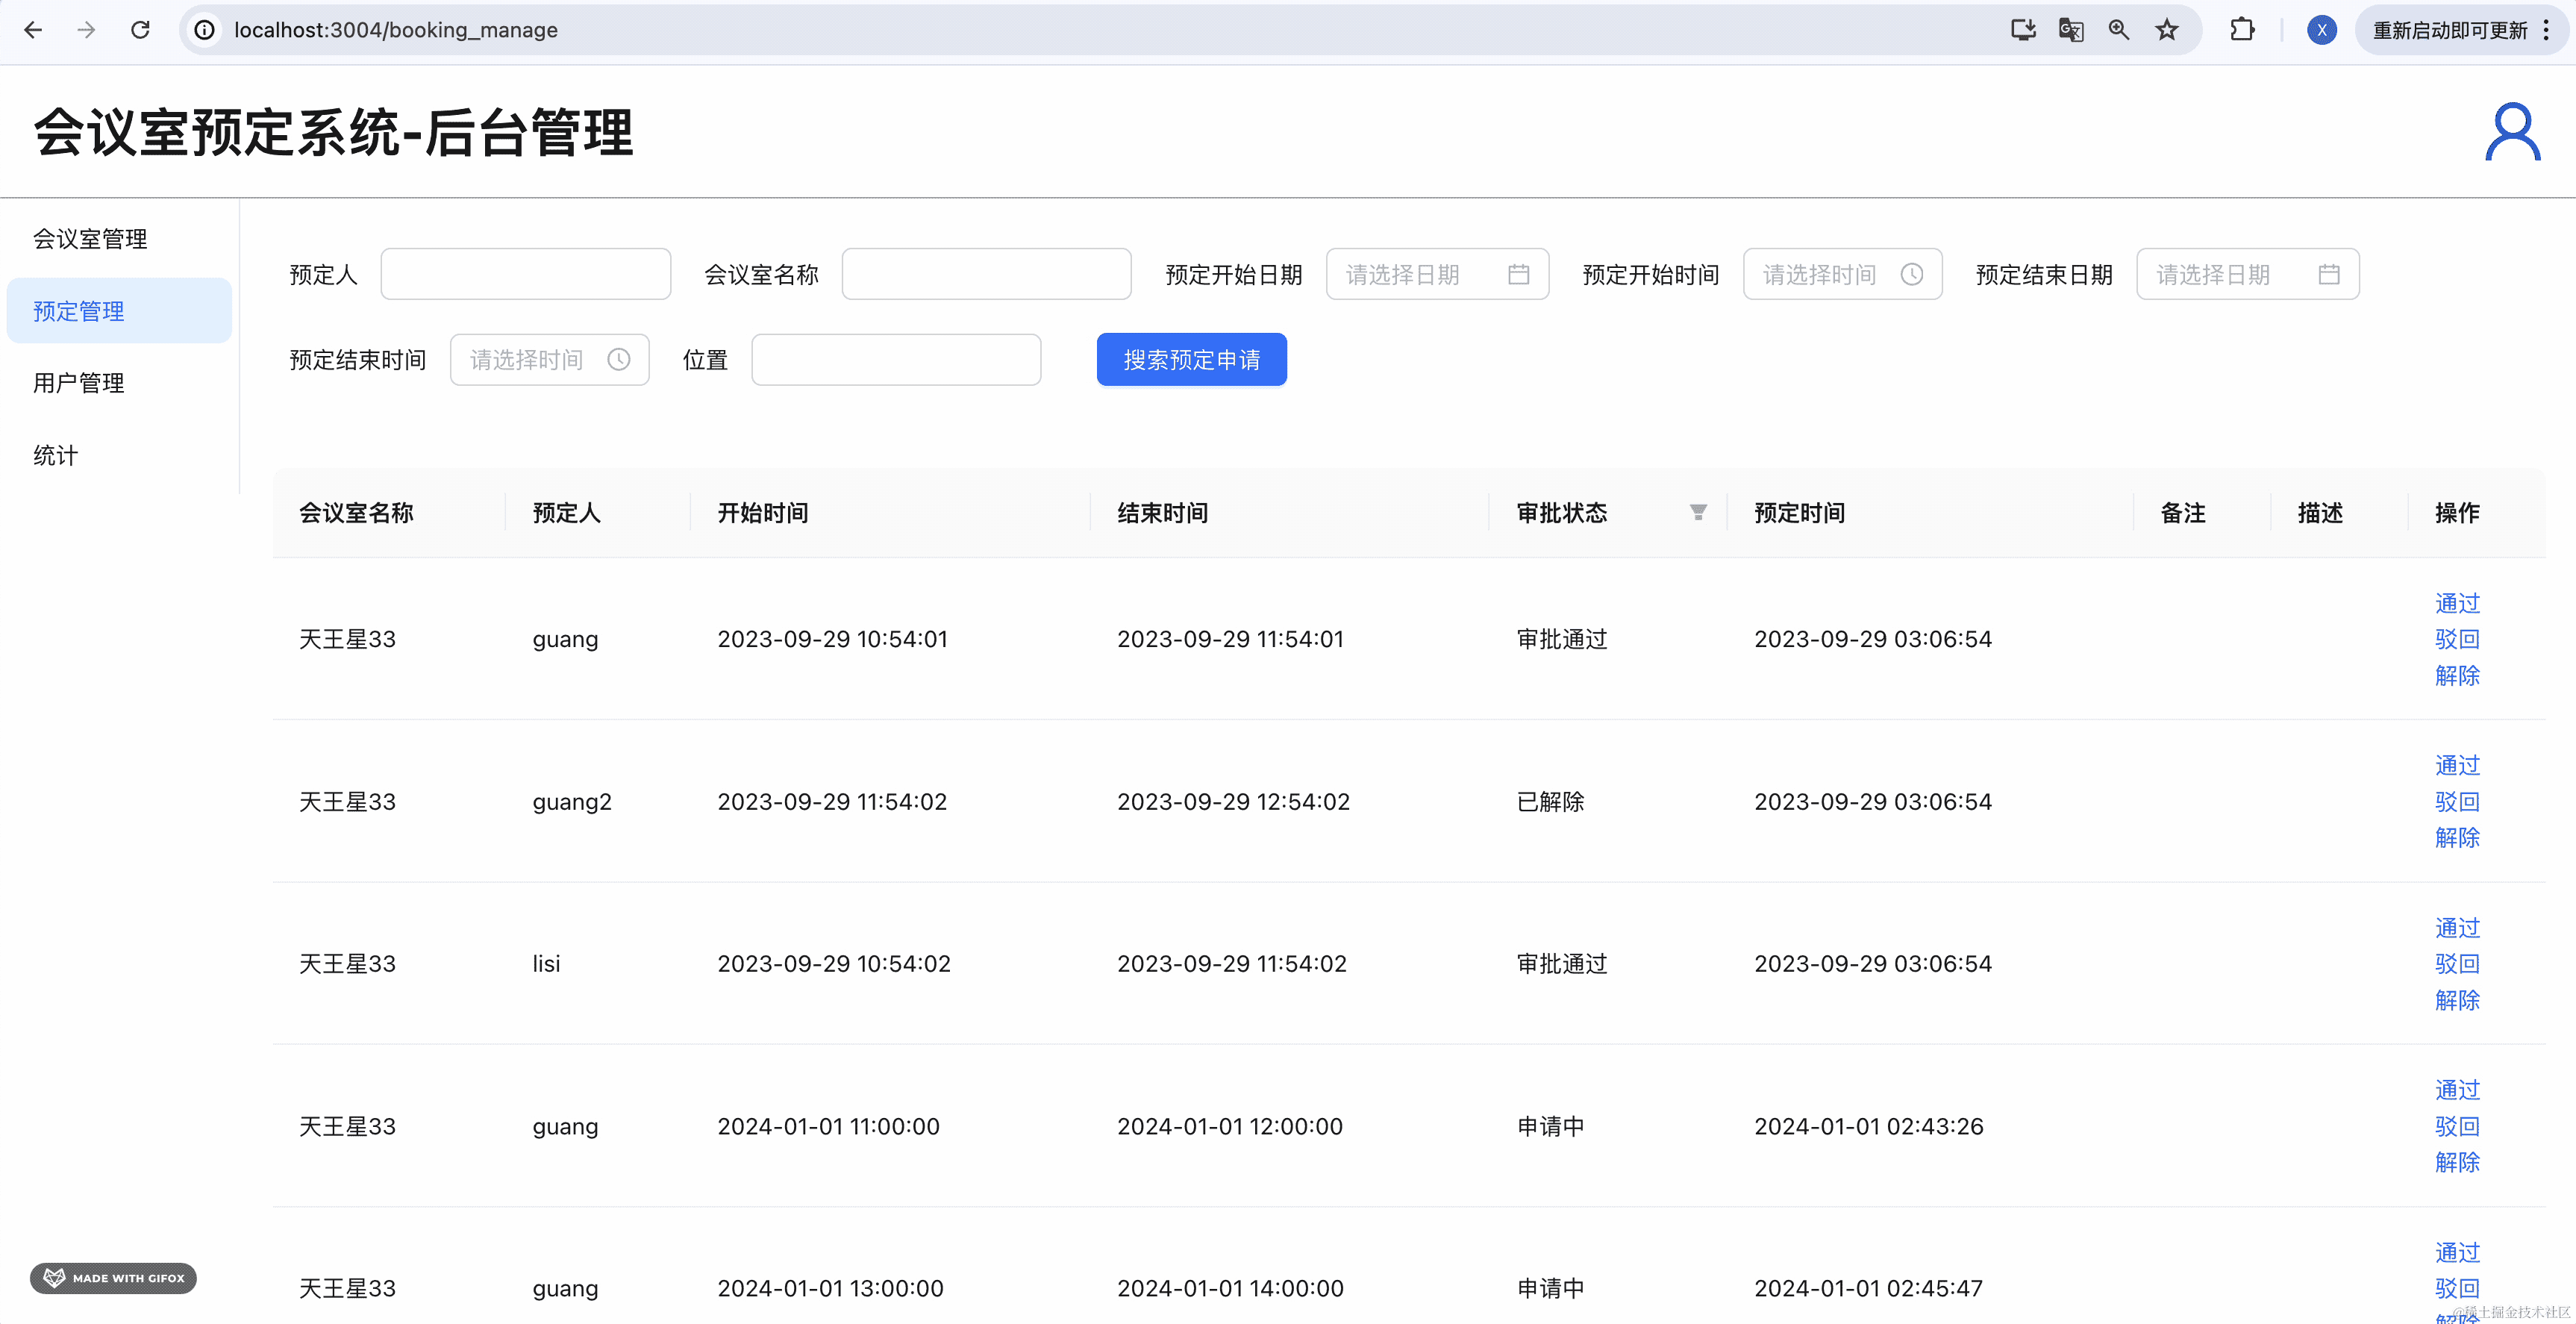 localhost:3004/booking_manage
X
重新启动即可更新
会议室预定系统-后台管理
会议室管理
预定管理
用户管理
统计
预定人 会议室名称 预定开始日期 请选择日期 预定开始时间 请选择时间 预定结束日期 请选择日期
预定结束时间 请选择时间 位置 搜索预定申请
会议室名称 预定人 开始时间 结束时间 审批状态 预定时间 备注 描述 操作
天王星33 guang 2023-09-29 10:54:01 2023-09-29 11:54:01 审批通过 2023-09-29 03:06:54
通过
驳回
解除
天王星33 guang2 2023-09-29 11:54:02 2023-09-29 12:54:02 已解除 2023-09-29 03:06:54
通过
驳回
解除
天王星33 lisi 2023-09-29 10:54:02 2023-09-29 11:54:02 审批通过 2023-09-29 03:06:54
通过
驳回
解除
天王星33 guang 2024-01-01 11:00:00 2024-01-01 12:00:00 申请中 2024-01-01 02:43:26
通过
驳回
解除
天王星33 guang 2024-01-01 13:00:00 2024-01-01 14:00:00 申请中 2024-01-01 02:45:47
通过
驳回
解除
MADE WITH GIFOX
@稀土掘金技术社区